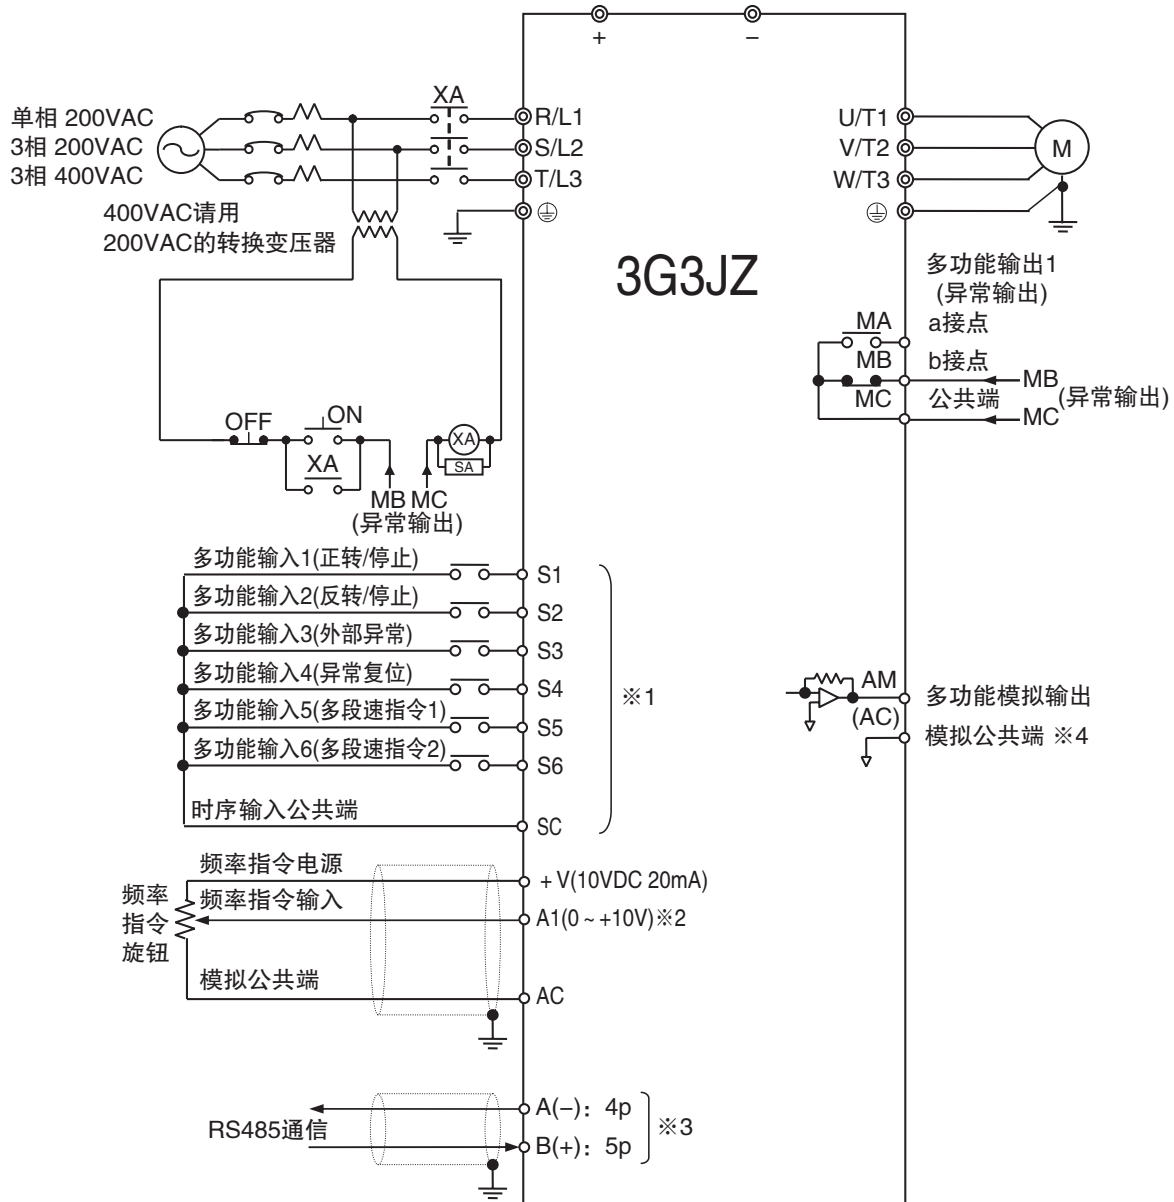 +
−
单相 200VAC
3相 200VAC
3相 400VAC
XA
R/L1
S/L2
T/L3
U/T1
V/T2
W/T3
M
400VAC请用
200VAC的转换变压器
3G3JZ
多功能输出1
(异常输出)
MA
a接点
MB
b接点
MC
公共端
MB
(异常输出)
MC
OFF
ON
XA
XA
SA
MB MC
(异常输出)
多功能输入1(正转/停止)
S1
多功能输入2(反转/停止)
S2
多功能输入3(外部异常)
S3
多功能输入4(异常复位)
S4
多功能输入5(多段速指令1)
S5
多功能输入6(多段速指令2)
S6
时序输入公共端
SC
※1
AM
多功能模拟输出
(AC)
模拟公共端 ※4
频率指令电源
+V(10VDC 20mA)
频率
指令
旋钮
频率指令输入
A1(0 ~ +10V)※2
模拟公共端
AC
RS485通信
A(−): 4p
B(+): 5p
※3